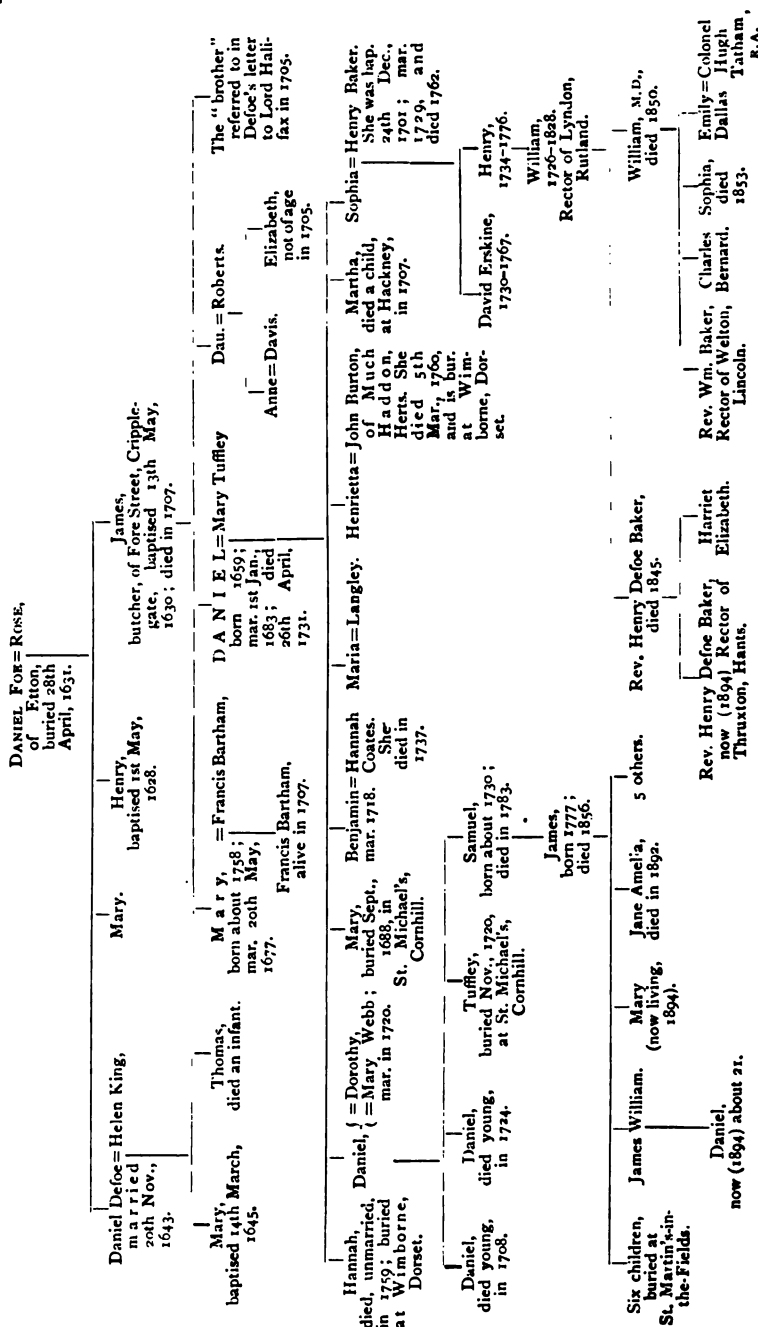 DANIEL FOE = ROSE,
of Etton,
buried 28th
April, 1631.
Daniel Defoe = Helen King,
married
20th Nov.,
1643.
Mary.
Henry,
baptised 1st May,
1628.
James,
butcher, of Fore Street, Cripple-
gate, baptised 13th May,
1630; died in 1707.
Mary,
baptised 14th March,
1645.
Thomas,
died an infant.
Mary, = Francis Bartham,
born about 1758;
mar. 20th May,
1677.
Francis Bartham,
alive in 1707.
DANIEL = Mary Tuffley
born 1659;
mar. 1st Jan.,
1683; died
26th April,
1731.
Dau. = Roberts.
Anne = Davis.
Elizabeth,
not of age
in 1705.
The "brother"
referred to in
Defoe's letter
to Lord Hali-
fax in 1705.
Hannah,
died, unmarried,
in 1759; buried
at Wimborne,
Dorset.
Daniel, { = Dorothy,
{ = Mary Webb;
mar. in 1720.
Mary,
buried Sept.,
1688, in
St. Michael's,
Cornhill.
Benjamin = Hannah
mar. 1718. Coates.
She
died in
1737.
Maria = Langley.
Henrietta = John Burton,
of Much
Haddon,
Herts. She
died 5th
Mar., 1760,
and is bur.
at Wim-
borne, Dor-
set.
Martha,
died a child,
at Hackney,
in 1707.
Sophia = Henry Baker.
She was bap.
24th Dec.,
1701; mar.
1729, and
died 1762.
Daniel,
died young,
in 1708.
Daniel,
died young,
in 1724.
Tuffley,
buried Nov., 1720,
at St. Michael's,
Cornhill.
Samuel,
born about 1730;
died in 1783.
James,
born 1777;
died 1856.
David Erskine,
1730-1767.
Henry,
1734-1776.
William,
1726-1828.
Rector of Lyndon,
Rutland.
Six children,
buried at
St. Martin's-in-
the-Fields.
James William.
Daniel,
now (1894) about 21.
Mary
(now living,
1894).
Jane Amelia,
died in 1892.
5 others.
Rev. Henry Defoe Baker,
died 1845.
Rev. Henry Defoe Baker,
now (1894) Rector of
Thruxton, Hants.
Harriet
Elizabeth.
William, M.D.,
died 1850.
Rev. Wm. Baker,
Rector of Welton,
Lincoln.
Charles
Bernard.
Sophia,
died
1853.
Emily = Colonel
Dallas Hugh
Tatham,
R.A.